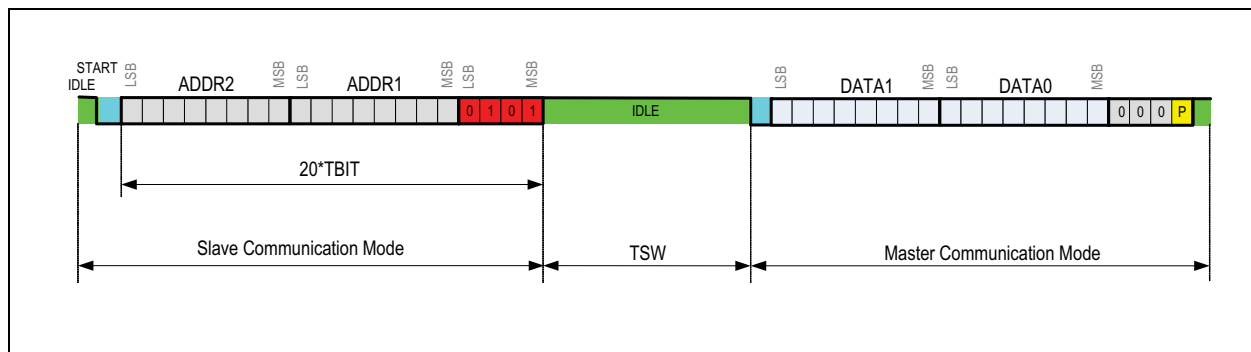 START
IDLE
LSB ADDR2 MSB LSB ADDR1 MSB LSB MSB LSB DATA1 MSB LSB DATA0 MSB
0 1 0 1 IDLE 0 0 0 P
20*TBIT
Slave Communication Mode TSW Master Communication Mode